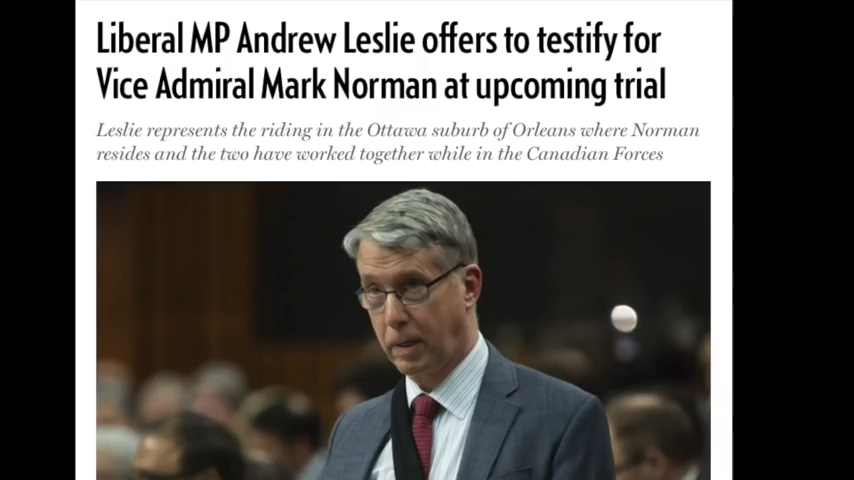 Liberal MP Andrew Leslie offers to testify for
Vice Admiral Mark Norman at upcoming trial
Leslie represents the riding in the Ottawa suburb of Orleans where Norman
resides and the two have worked together while in the Canadian Forces